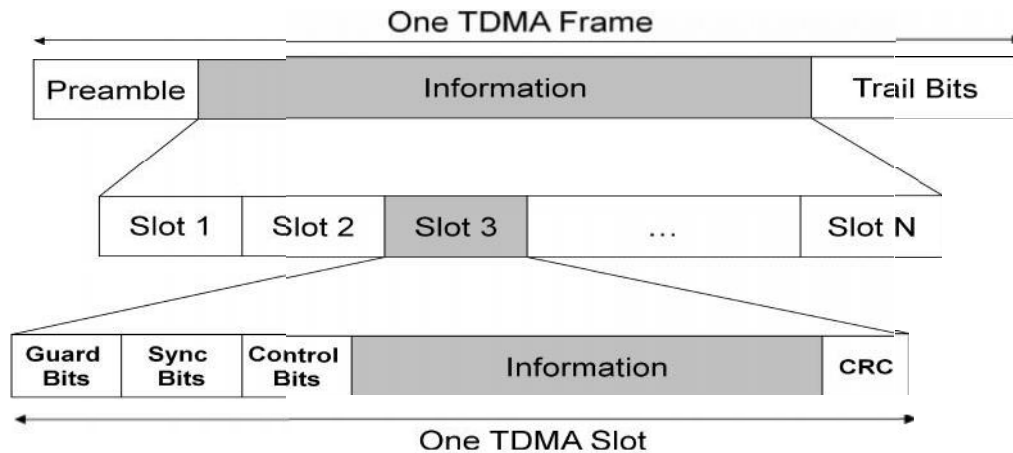 One TDMA Frame
Preamble Information Trail Bits
Slot 1 Slot 2 Slot 3 ... Slot N
Guard Bits Sync Bits Control Bits Information CRC
One TDMA Slot